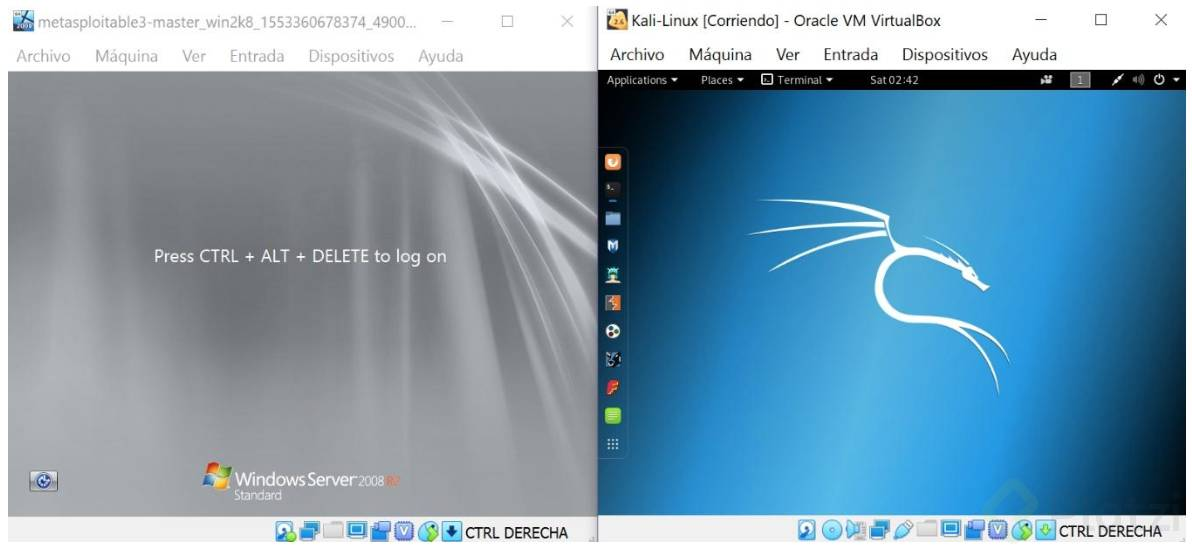 metasploitable3-master_win2k8_1553360678374_4900...
Archivo Máquina Ver Entrada Dispositivos Ayuda
Press CTRL + ALT + DELETE to log on
Windows Server 2008 R2
Standard
CTRL DERECHA
Kali-Linux [Corriendo] - Oracle VM VirtualBox
Archivo Máquina Ver Entrada Dispositivos Ayuda
Applications Places Terminal Sat 02:42 1
CTRL DERECHA